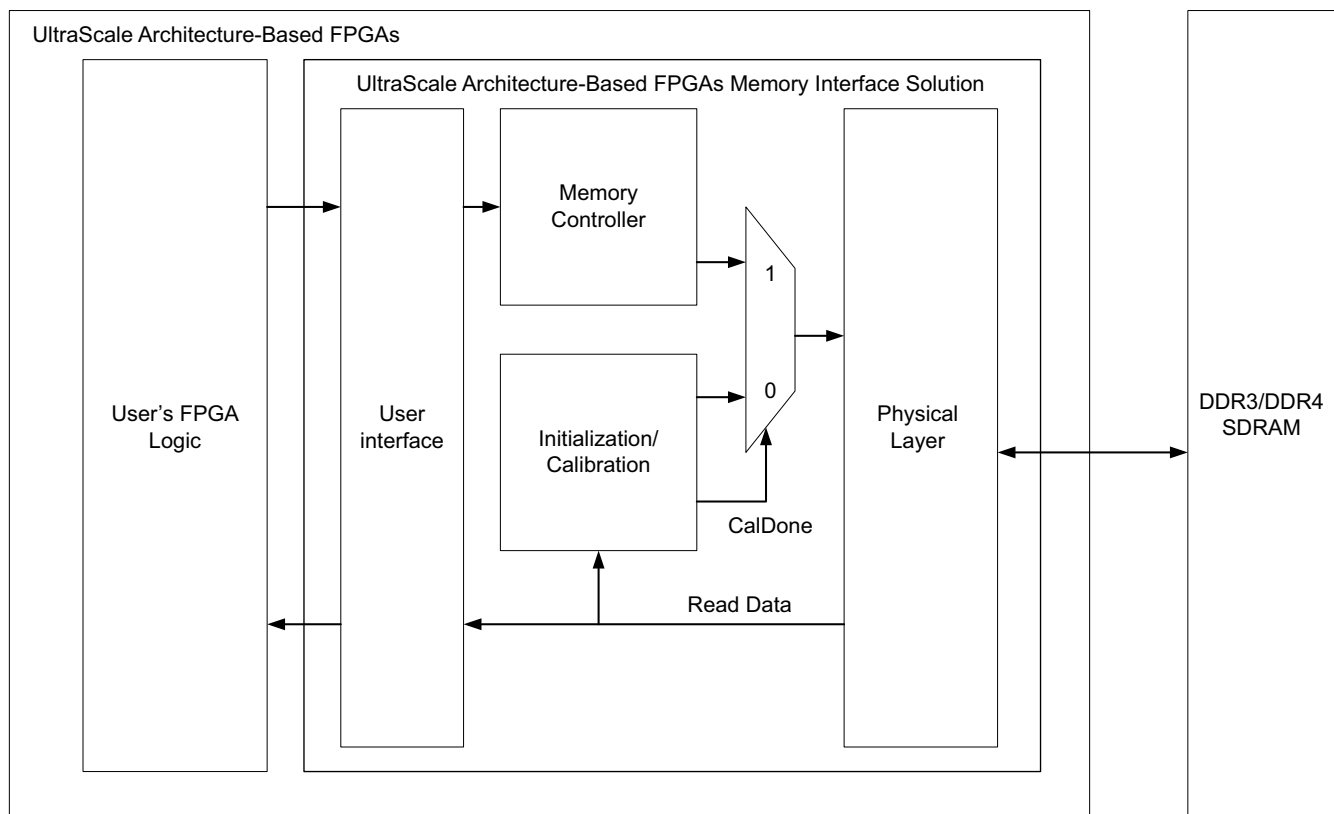 UltraScale Architecture-Based FPGAs
UltraScale Architecture-Based FPGAs Memory Interface Solution
User's FPGA
Logic
User
interface
Memory
Controller
Initialization/
Calibration
1
0
CalDone
Read Data
Physical
Layer
DDR3/DDR4
SDRAM